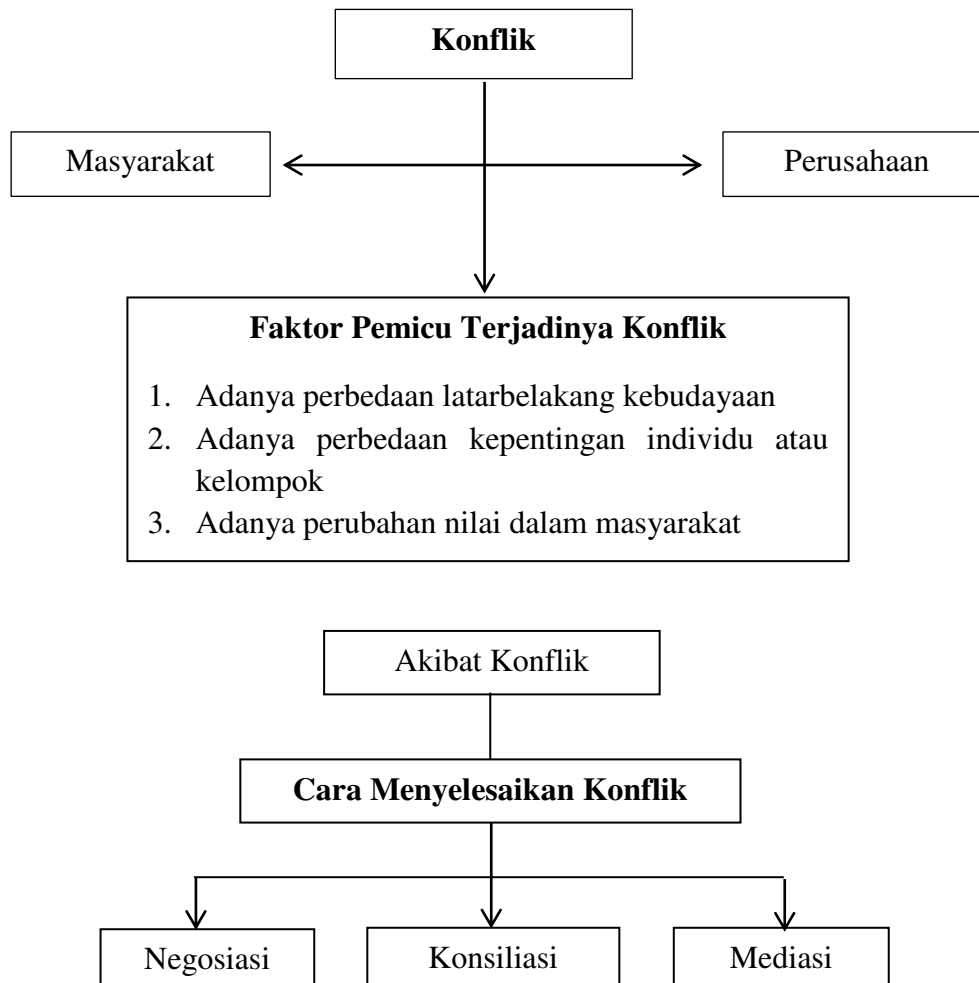 Konflik
Masyarakat
Perusahaan
Faktor Pemicu Terjadinya Konflik
1. Adanya perbedaan latarbelakang kebudayaan
2. Adanya perbedaan kepentingan individu atau
kelompok
3. Adanya perubahan nilai dalam masyarakat
Akibat Konflik
Cara Menyelesaikan Konflik
Negosiasi
Konsiliasi
Mediasi